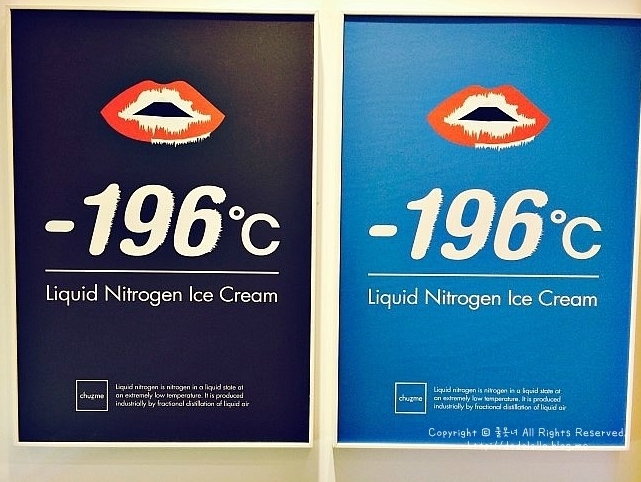 -196°C
Liquid Nitrogen Ice Cream
chuzme
Liquid nitrogen is nitrogen in a liquid state at
an extremely low temperature. It is produced
industrially by fractional distillation of liquid air
-196°C
Liquid Nitrogen Ice Cream
chuzme
Liquid nitrogen is nitrogen in a liquid state at
an extremely low temperature. It is produced
industrially by fractional distillation of liquid air
Copyright © 풀못녀 All Rights Reserved.